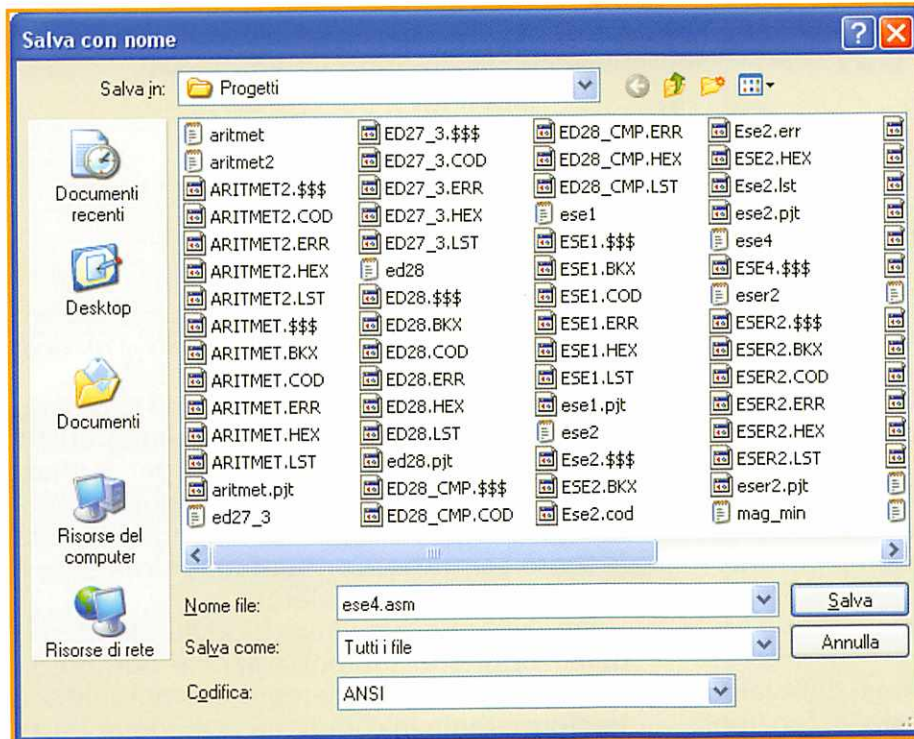 Salva con nome
Salva in:
Progetti
Documenti recenti
Desktop
Documenti
Risorse del computer
Risorse di rete
aritmet
aritmet2
ARITMET2.$$$
ARITMET2.COD
ARITMET2.ERR
ARITMET2.HEX
ARITMET2.LST
ARITMET.$$$
ARITMET.BKX
ARITMET.COD
ARITMET.ERR
ARITMET.HEX
ARITMET.LST
aritmet.pjt
ed27_3
ED27_3.$$$
ED27_3.COD
ED27_3.ERR
ED27_3.HEX
ED27_3.LST
ed28
ED28.$$$
ED28.BKX
ED28.COD
ED28.ERR
ED28.HEX
ED28.LST
ed28.pjt
ED28_CMP.$$$
ED28_CMP.COD
ED28_CMP.ERR
ED28_CMP.HEX
ED28_CMP.LST
ese1
ESE1.$$$
ESE1.BKX
ESE1.COD
ESE1.ERR
ESE1.HEX
ESE1.LST
ese1.pjt
ese2
Ese2.$$$
ESE2.BKX
Ese2.cod
Ese2.err
ESE2.HEX
Ese2.lst
ese2.pjt
ese4
ESE4.$$$
eser2
ESER2.$$$
ESER2.BKX
ESER2.COD
ESER2.ERR
ESER2.HEX
ESER2.LST
eser2.pjt
mag_min
Nome file:
ese4.asm
Salva
Salva come:
Tutti i file
Annulla
Codifica:
ANSI